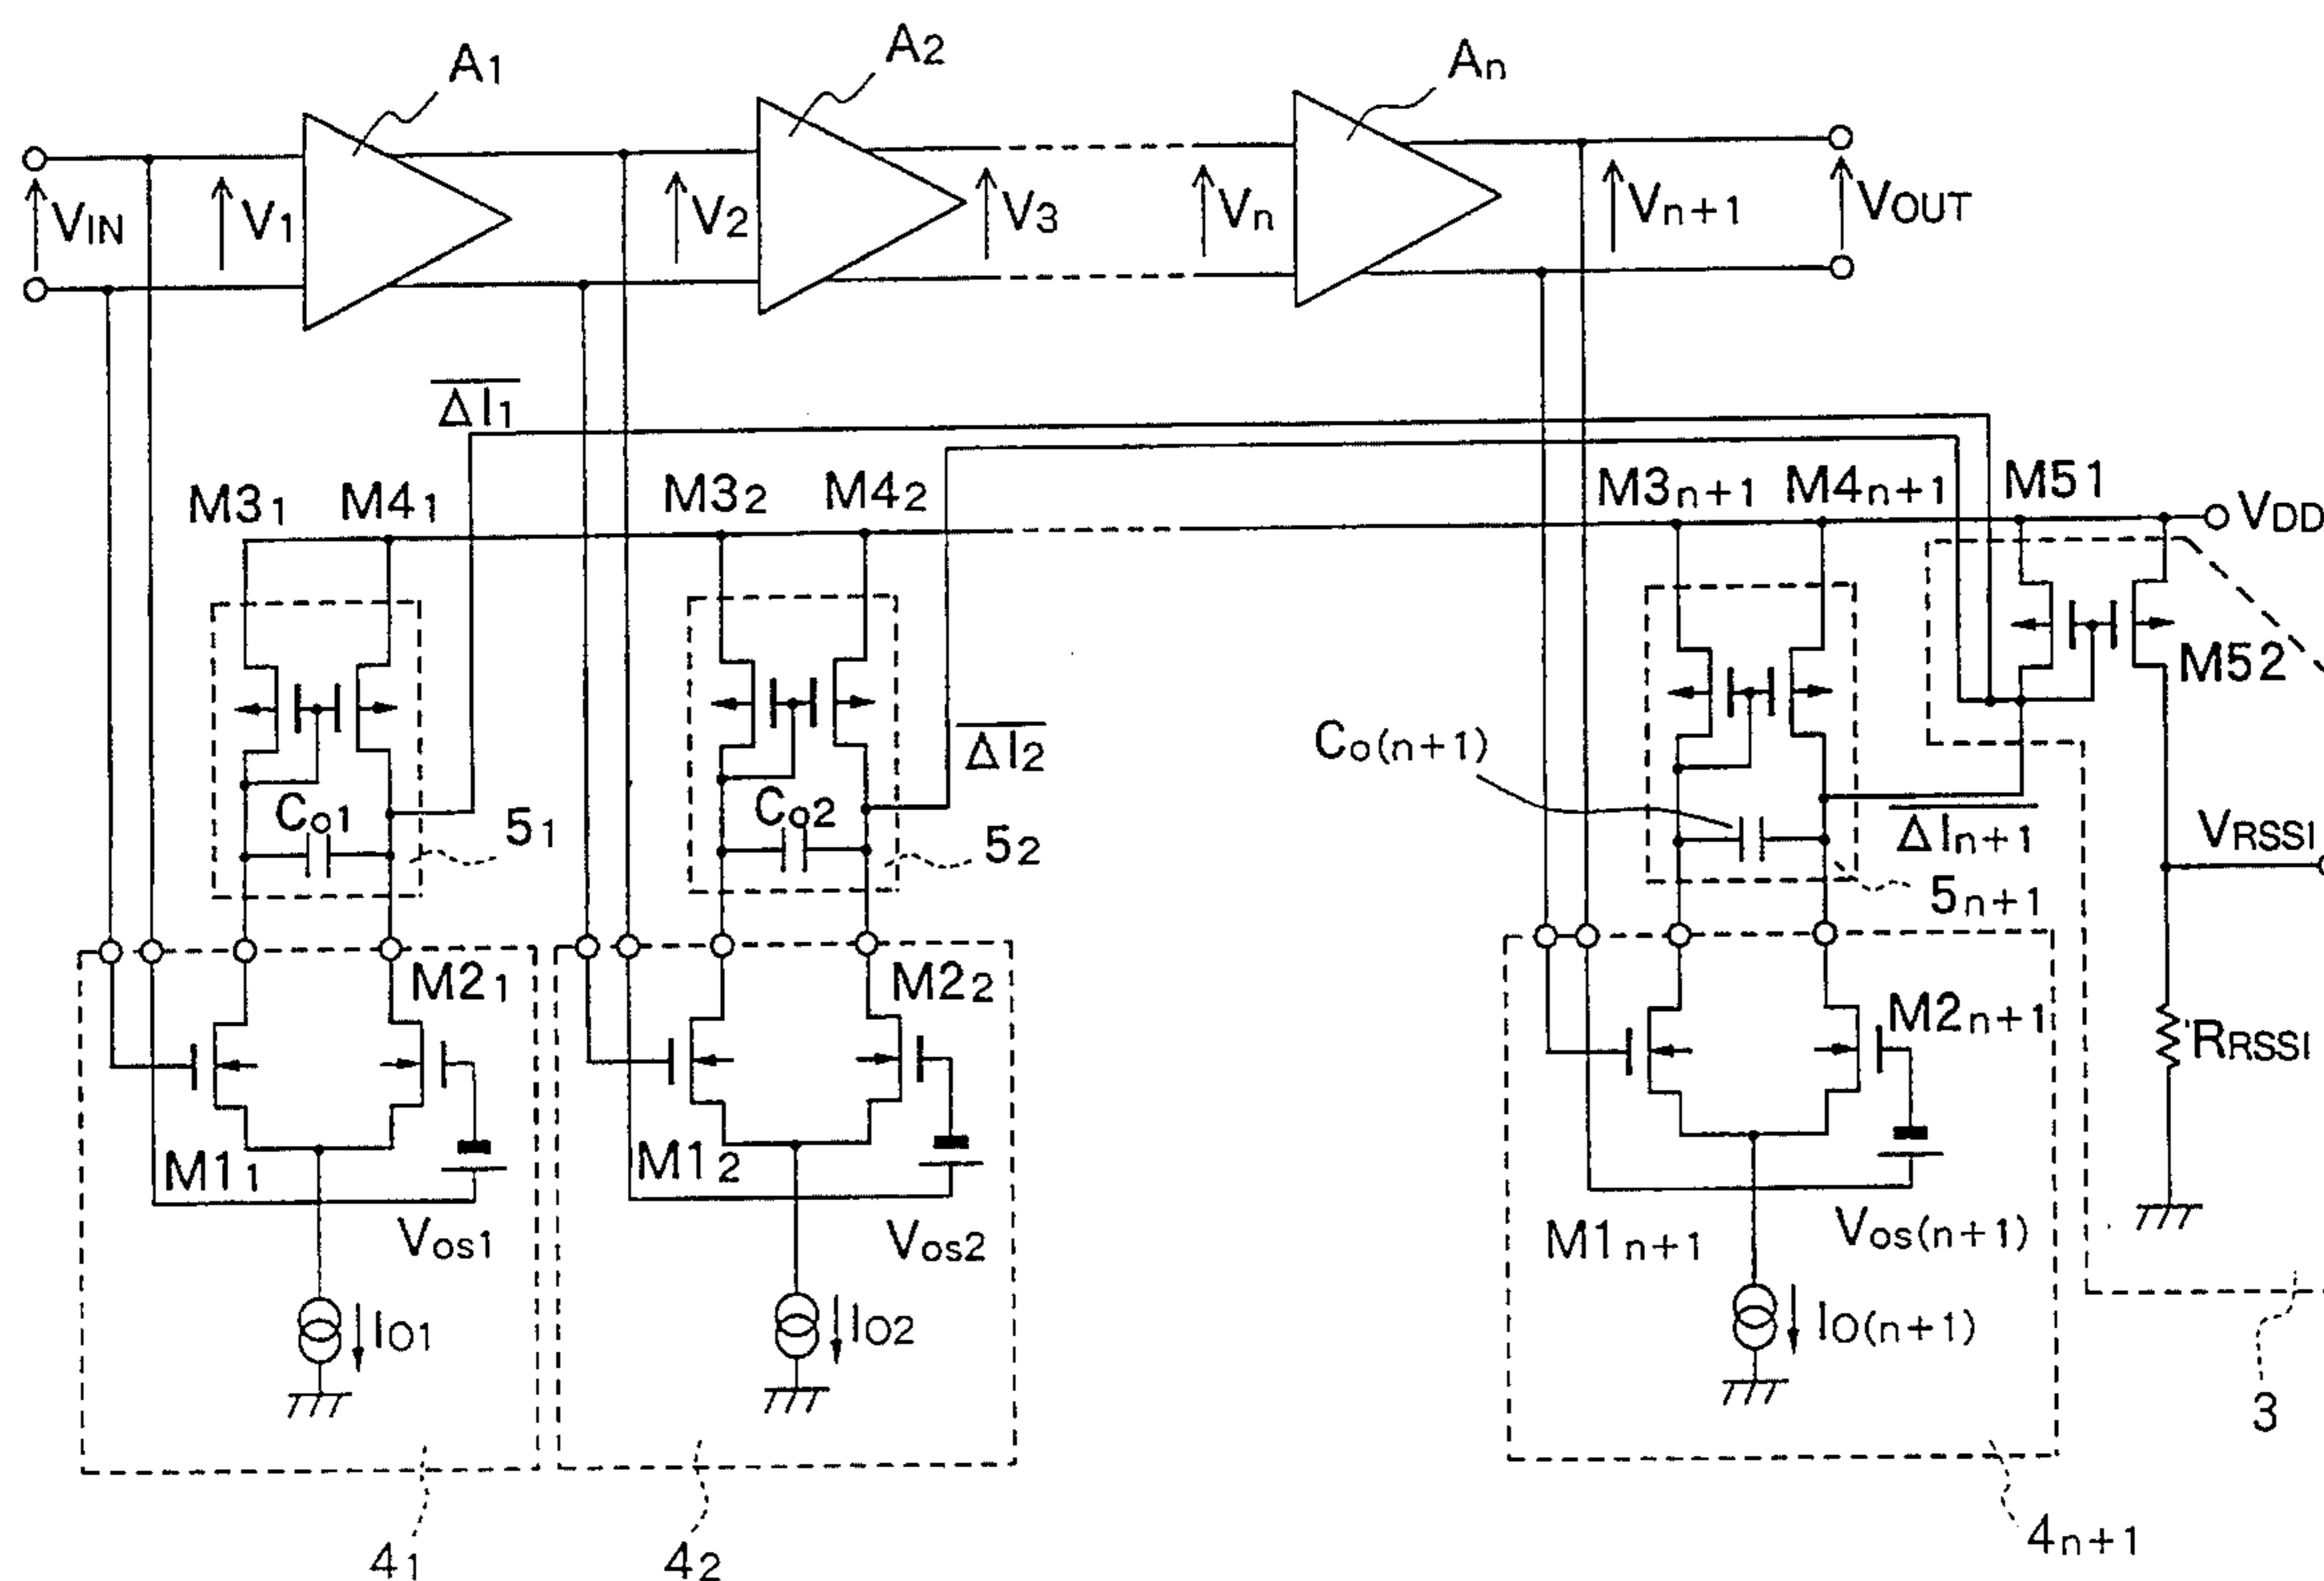 A1
A2
An
VIN
V1
V2
V3
Vn
Vn+1
VOUT
ΔI1
M31
M41
M32
M42
M3n+1
M4n+1
M51
VDD
M52
Co1
51
Co2
52
ΔI2
Co(n+1)
ΔIn+1
5n+1
VRSSI
RRSSI
M21
M22
M2n+1
M11
M12
M1n+1
Vos1
Vos2
Vos(n+1)
IO1
IO2
IO(n+1)
3
41
42
4n+1